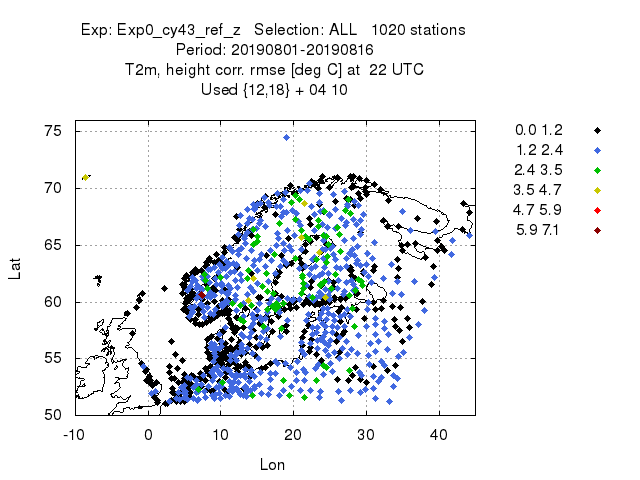 Exp: Exp0_cy43_ref_z   Selection: ALL   1020 stations
Period: 20190801-20190816
T2m, height corr. rmse [deg C] at  22 UTC
Used {12,18} + 04 10
0.0 1.2
1.2 2.4
2.4 3.5
3.5 4.7
4.7 5.9
5.9 7.1
75
70
65
60
55
50
Lat
-10 0 10 20 30 40
Lon